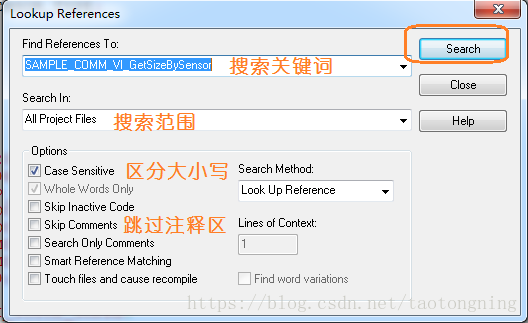 Lookup References
Find References To:
SAMPLE_COMM_VI_GetSizeBySensor 搜索关键词
Search
Close
Search In:
All Project Files 搜索范围
Help
Options
Case Sensitive 区分大小写
Search Method:
Whole Words Only
Look Up Reference
Skip Inactive Code
Skip Comments 跳过注释区
Lines of Context:
Search Only Comments
1
Smart Reference Matching
Touch files and cause recompile
Find word variations
https://blog.csdn.net/taotongning